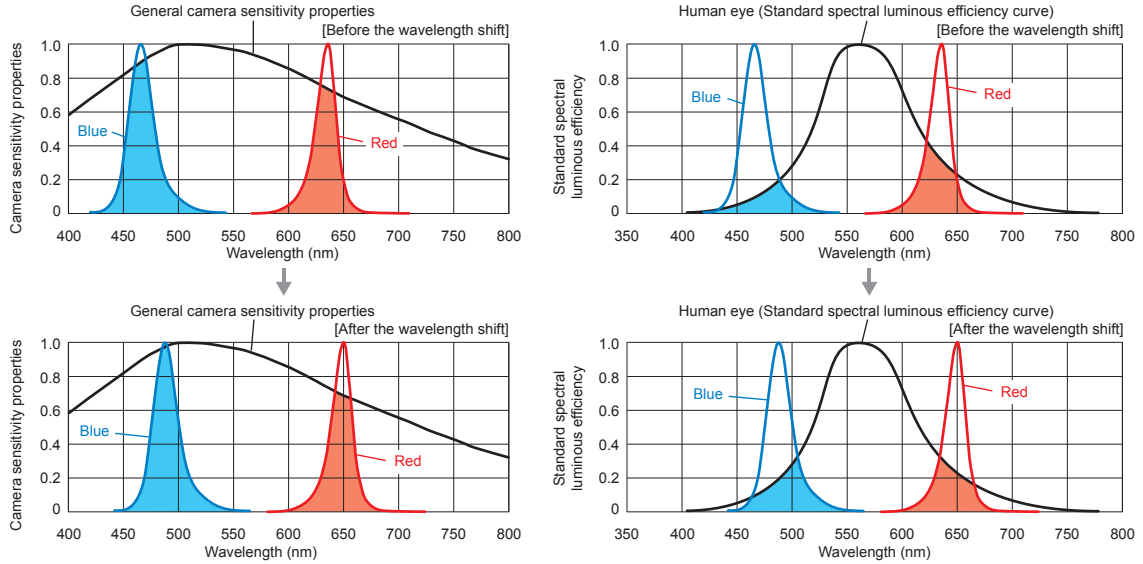 General camera sensitivity properties
[Before the wavelength shift]
Camera sensitivity properties
1.0
0.8
0.6
0.4
0.2
0
Blue
Red
400 450 500 550 600 650 700 750 800
Wavelength (nm)
Human eye (Standard spectral luminous efficiency curve)
[Before the wavelength shift]
Standard spectral
luminous efficiency
1.0
0.8
0.6
0.4
0.2
0
Blue
Red
350 400 450 500 550 600 650 700 750 800
Wavelength (nm)
General camera sensitivity properties
[After the wavelength shift]
Camera sensitivity properties
1.0
0.8
0.6
0.4
0.2
0
Blue
Red
400 450 500 550 600 650 700 750 800
Wavelength (nm)
Human eye (Standard spectral luminous efficiency curve)
[After the wavelength shift]
Standard spectral
luminous efficiency
1.0
0.8
0.6
0.4
0.2
0
Blue
Red
350 400 450 500 550 600 650 700 750 800
Wavelength (nm)